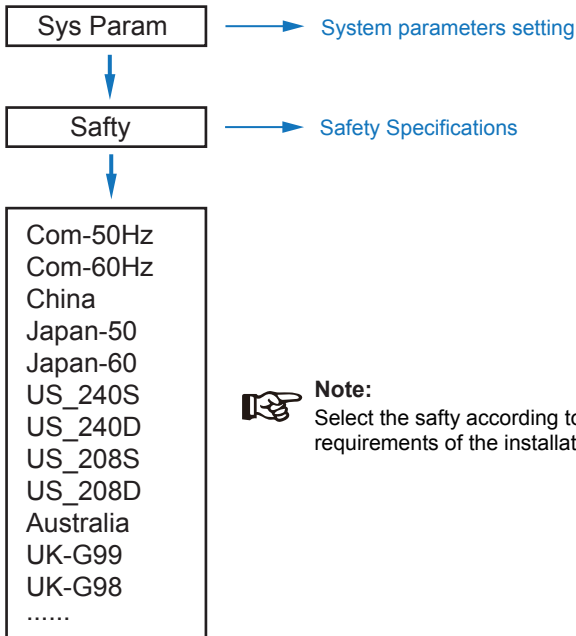 Sys Param
System parameters setting
Safty
Safety Specifications
Com-50Hz
Com-60Hz
China
Japan-50
Japan-60
US_240S
US_240D
US_208S
US_208D
Australia
UK-G99
UK-G98
......
Note:
Select the safty according to
requirements of the